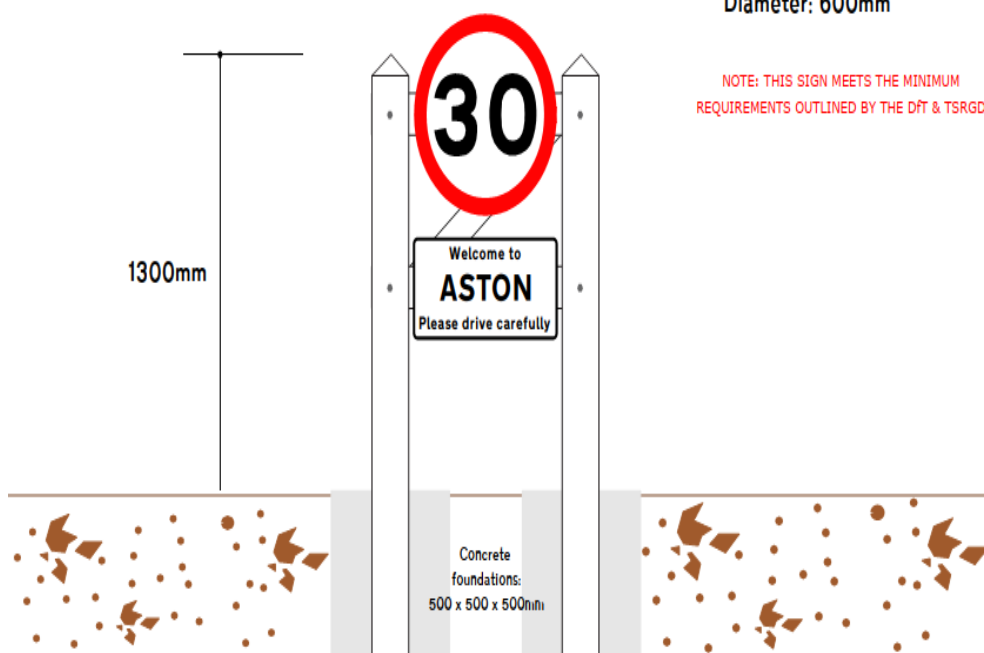 Diameter: 600mm
NOTE: THIS SIGN MEETS THE MINIMUM
REQUIREMENTS OUTLINED BY THE DfT & TSRGD
30
1300mm
Welcome to
ASTON
Please drive carefully
Concrete
foundations:
500 x 500 x 500mm